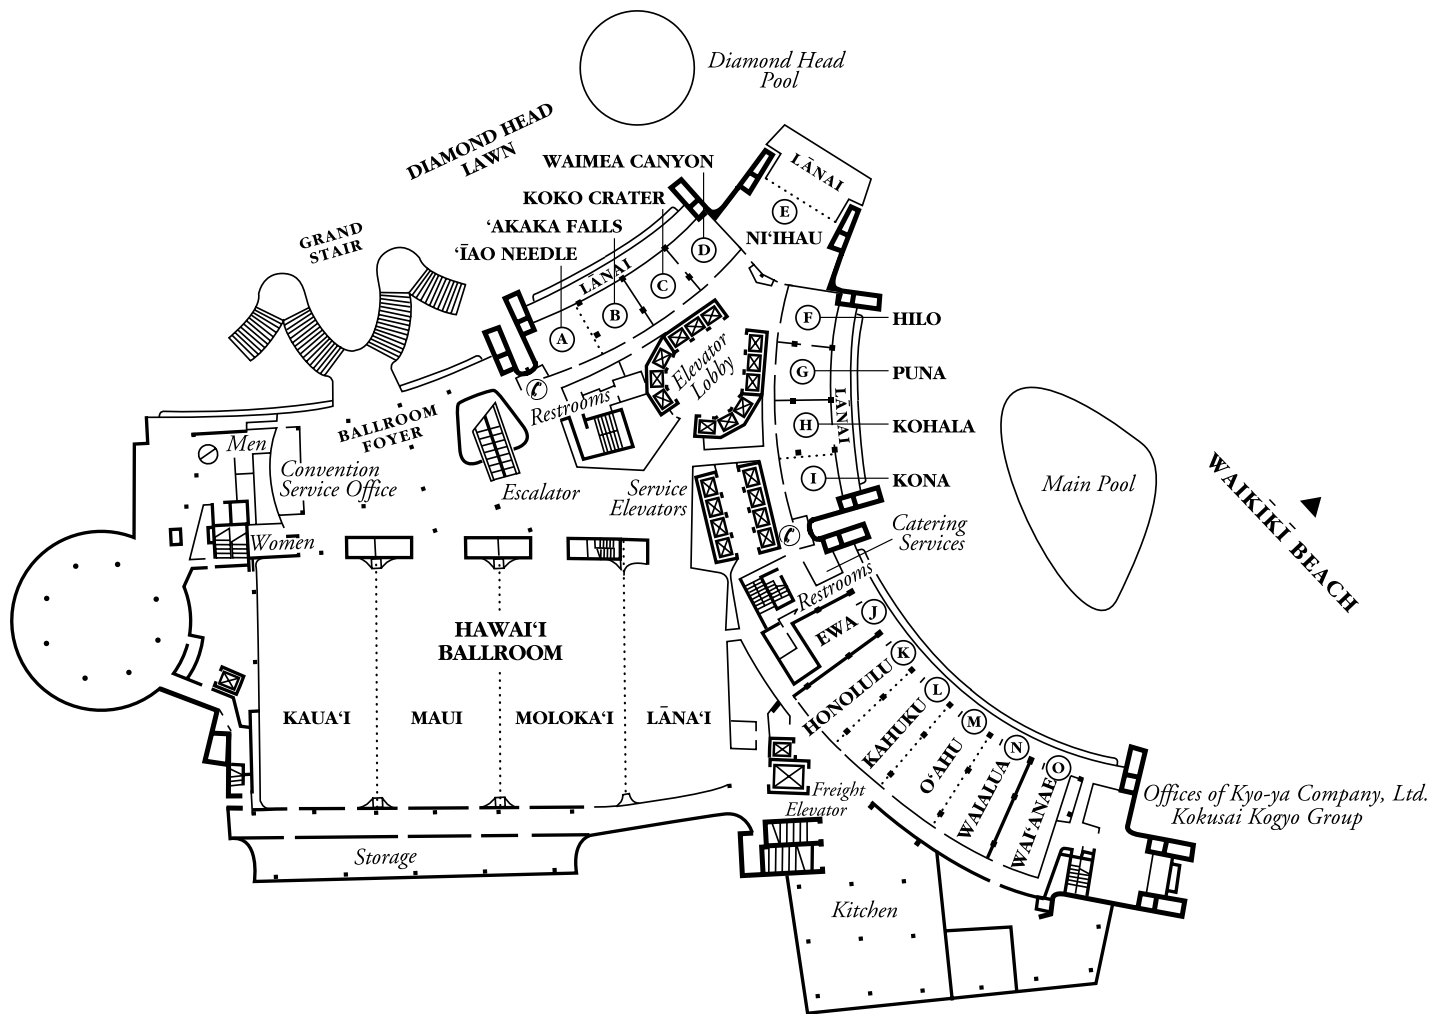 Diamond Head
Pool
DIAMOND HEAD
LAWN
WAIMEA CANYON
KOKO CRATER
ʻAKAKA FALLS
ʻĪAO NEEDLE
LĀNAI
E
NIʻIHAU
GRAND
STAIR
LĀNAI
D
C
B
A
F
HILO
G
PUNA
H
KOHALA
I
KONA
LĀNAI
Elevator
Lobby
Restrooms
BALLROOM
FOYER
Men
Convention
Service Office
Women
Escalator
Service
Elevators
Catering
Services
Restrooms
Main Pool
WAIKĪKĪ BEACH
HAWAIʻI
BALLROOM
KAUAʻI
MAUI
MOLOKAʻI
LĀNAʻI
J
EWA
K
HONOLULU
L
KAHUKU
M
OʻAHU
N
WAIALUA
O
WAIʻANAE
Freight
Elevator
Offices of Kyo-ya Company, Ltd.
Kokusai Kogyo Group
Storage
Kitchen